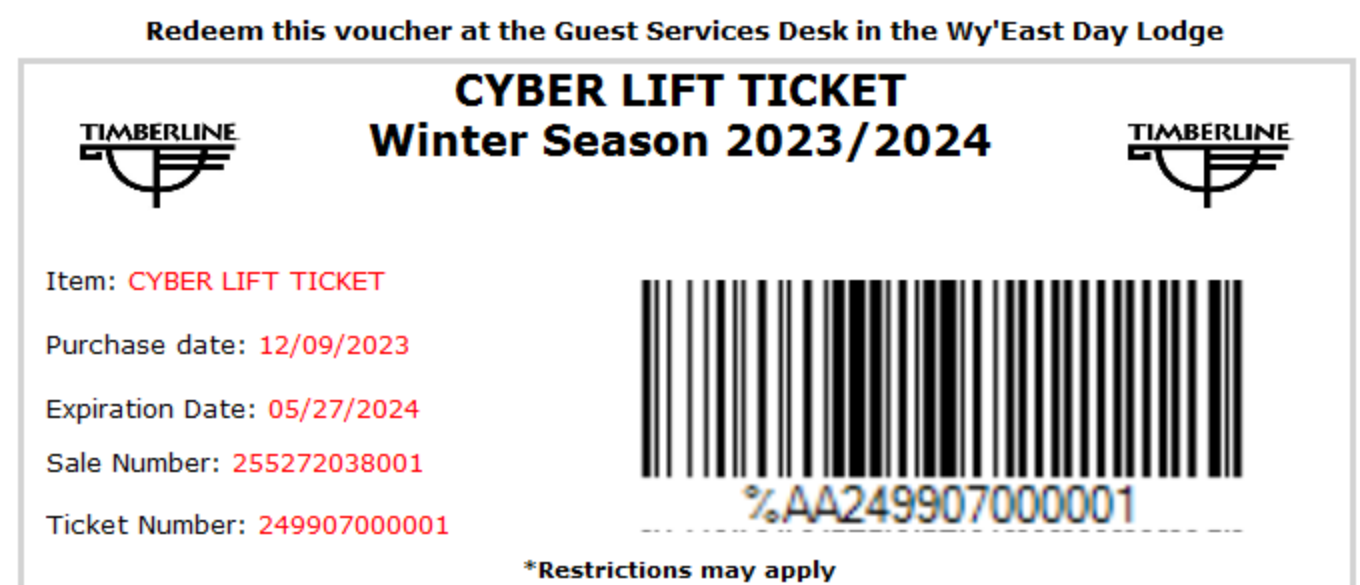 Redeem this voucher at the Guest Services Desk in the Wy'East Day Lodge
CYBER LIFT TICKET
Winter Season 2023/2024
TIMBERLINE
TIMBERLINE
Item: CYBER LIFT TICKET
Purchase date: 12/09/2023
Expiration Date: 05/27/2024
Sale Number: 255272038001
Ticket Number: 249907000001
%AA249907000001
*Restrictions may apply